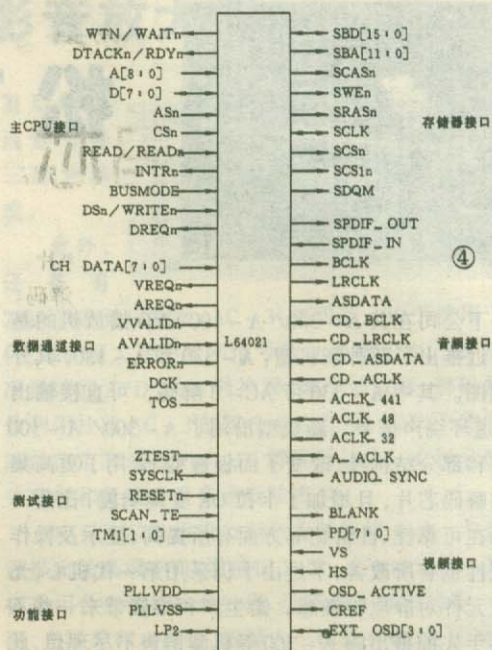 WTN/WAITn
DTACKn/RDYn
A[8:0]
D[7:0]
ASn
CSn
READ/READn
INTRn
BUSMODE
DSn/WRITEn
DREQn
主CPU接口
CH DATA[7:0]
VREQn
AREQn
VVALIDn
AVALIDn
ERRORn
DCK
TOS
数据通道接口
ZTEST
SYSCLK
RESETn
SCAN_TE
TM1[1:0]
测试接口
PLLVDD
PLLVSS
LP2
功能接口
L64021
SBD[15:0]
SBA[11:0]
SCASn
SWEn
SRASn
SCLK
SCSn
SCS1n
SDQM
存储器接口
SPDIF_OUT
SPDIF_IN
BCLK
LRCLK
ASDATA
CD_BCLK
CD_LRCLK
CD-ASDATA
CD_ACLK
ACLK_441
ACLK_48
ACLK_32
A_ACLK
AUDIO_SYNC
④
音频接口
BLANK
PD[7:0]
VS
HS
OSD_ACTIVE
CREF
EXT_OSD[3:0]
视频接口